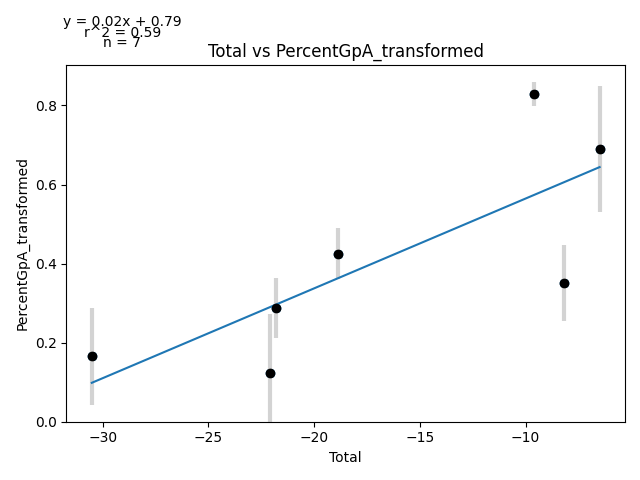 y = 0.02x + 0.79
r^2 = 0.59
n = 7
Total vs PercentGpA_transformed
PercentGpA_transformed
0.8
0.6
0.4
0.2
0.0
−30
−25
−20
−15
−10
Total